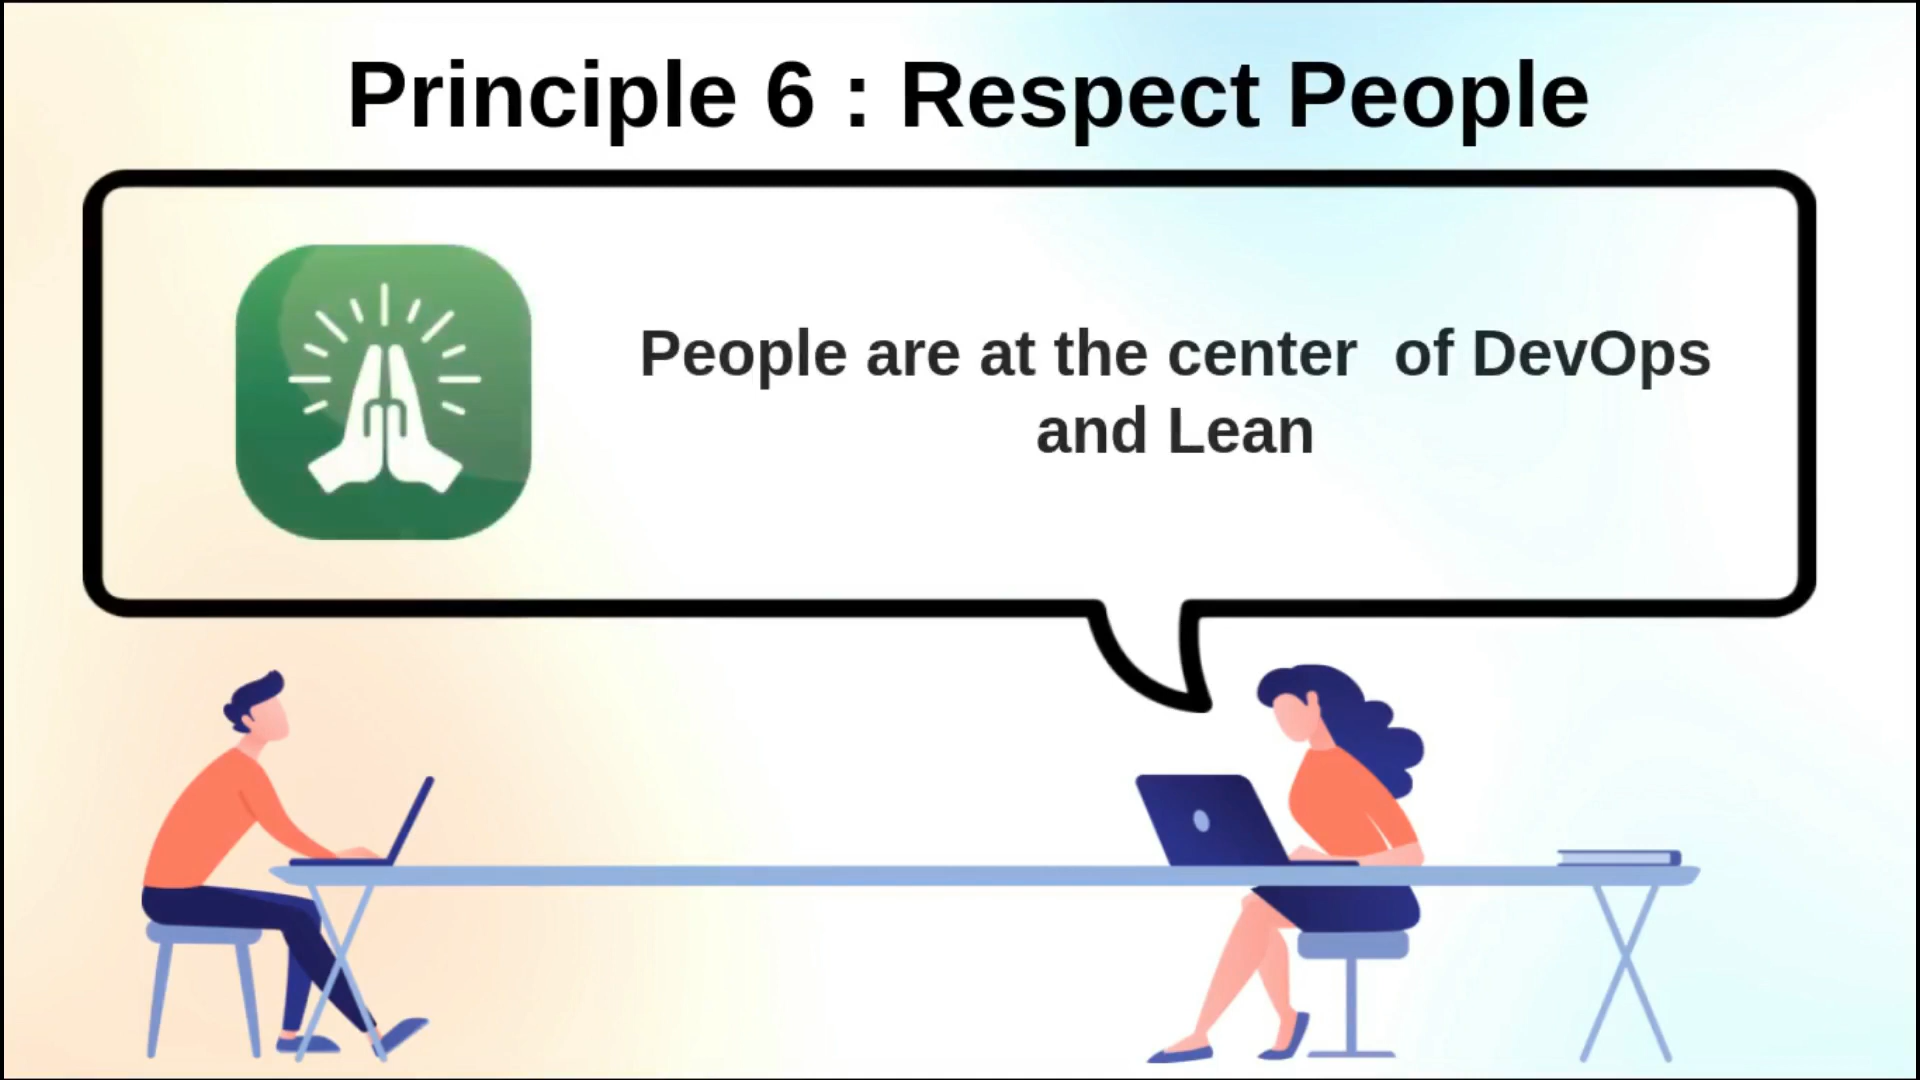 Principle 6 : Respect People
People are at the center  of DevOps
and Lean